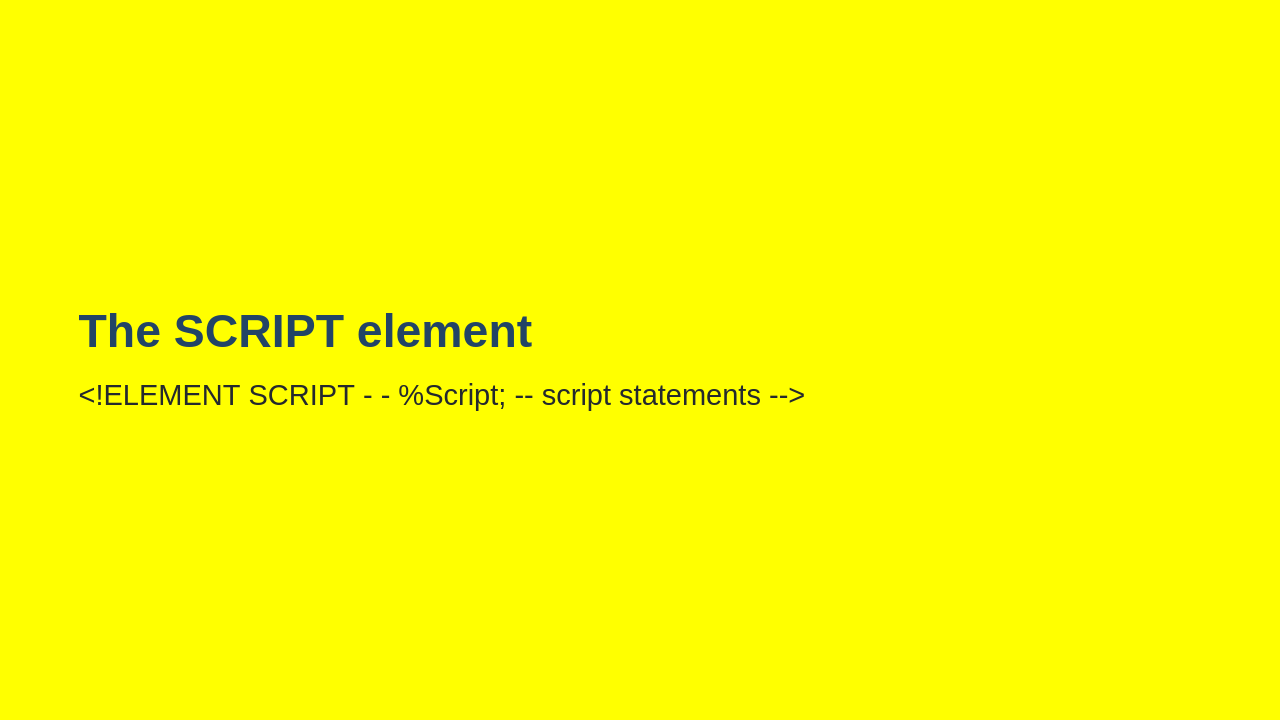 The SCRIPT element
<!ELEMENT SCRIPT - - %Script; -- script statements -->